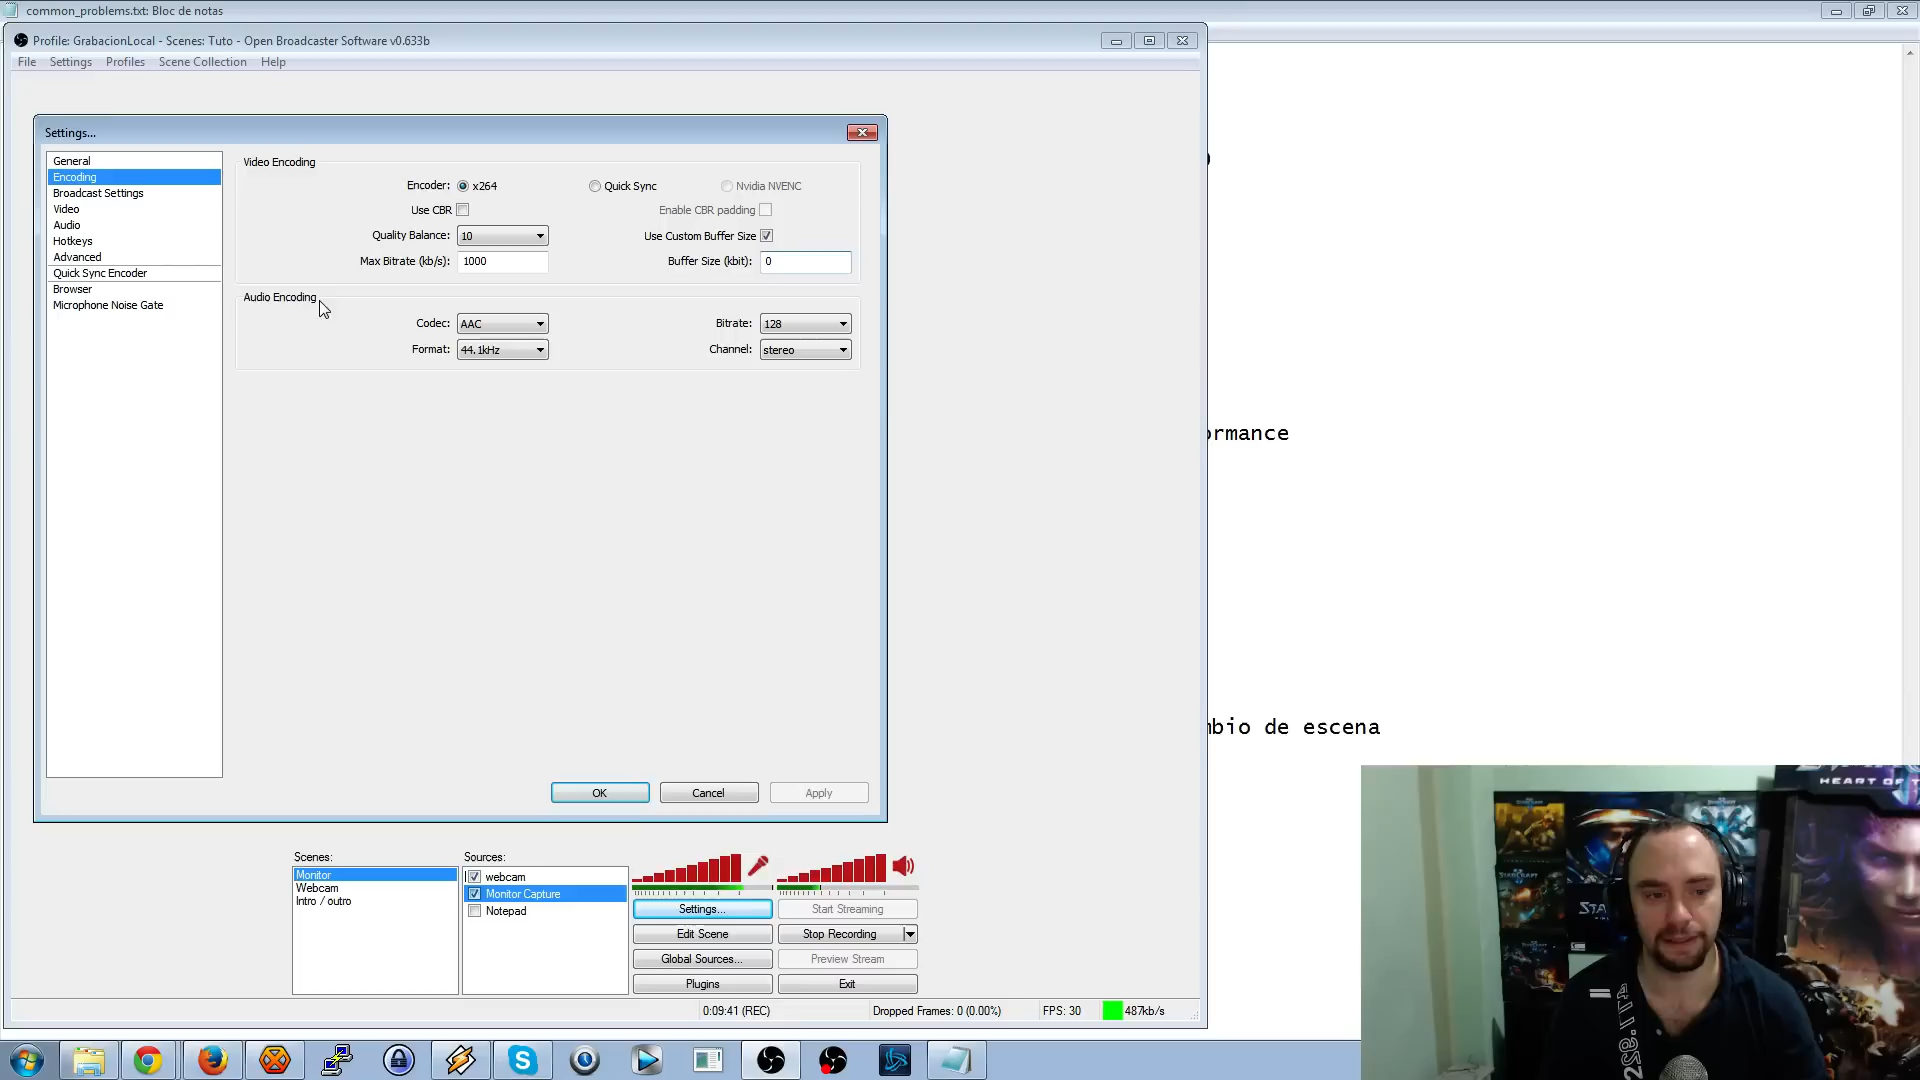 common_problems.txt: Bloc de notas
Profile: GrabacionLocal - Scenes: Tuto - Open Broadcaster Software v0.633b
File Settings Profiles Scene Collection Help
Settings...
General
Encoding
Broadcast Settings
Video
Audio
Hotkeys
Advanced
Quick Sync Encoder
Browser
Microphone Noise Gate
Video Encoding
Encoder: x264 Quick Sync Nvidia NVENC
Use CBR Enable CBR padding
Quality Balance: 10 Use Custom Buffer Size
Max Bitrate (kb/s): 1000 Buffer Size (kbit): 0
Audio Encoding
Codec: AAC Bitrate: 128
Format: 44.1kHz Channel: stereo
OK Cancel Apply
ormance
mbio de escena
Scenes:
Monitor
Webcam
Intro / outro
Sources:
webcam
Monitor Capture
Notepad
Settings... Start Streaming
Edit Scene Stop Recording
Global Sources... Preview Stream
Plugins Exit
0:09:41 (REC) Dropped Frames: 0 (0.00%) FPS: 30 487kb/s
HEART OF T
STA